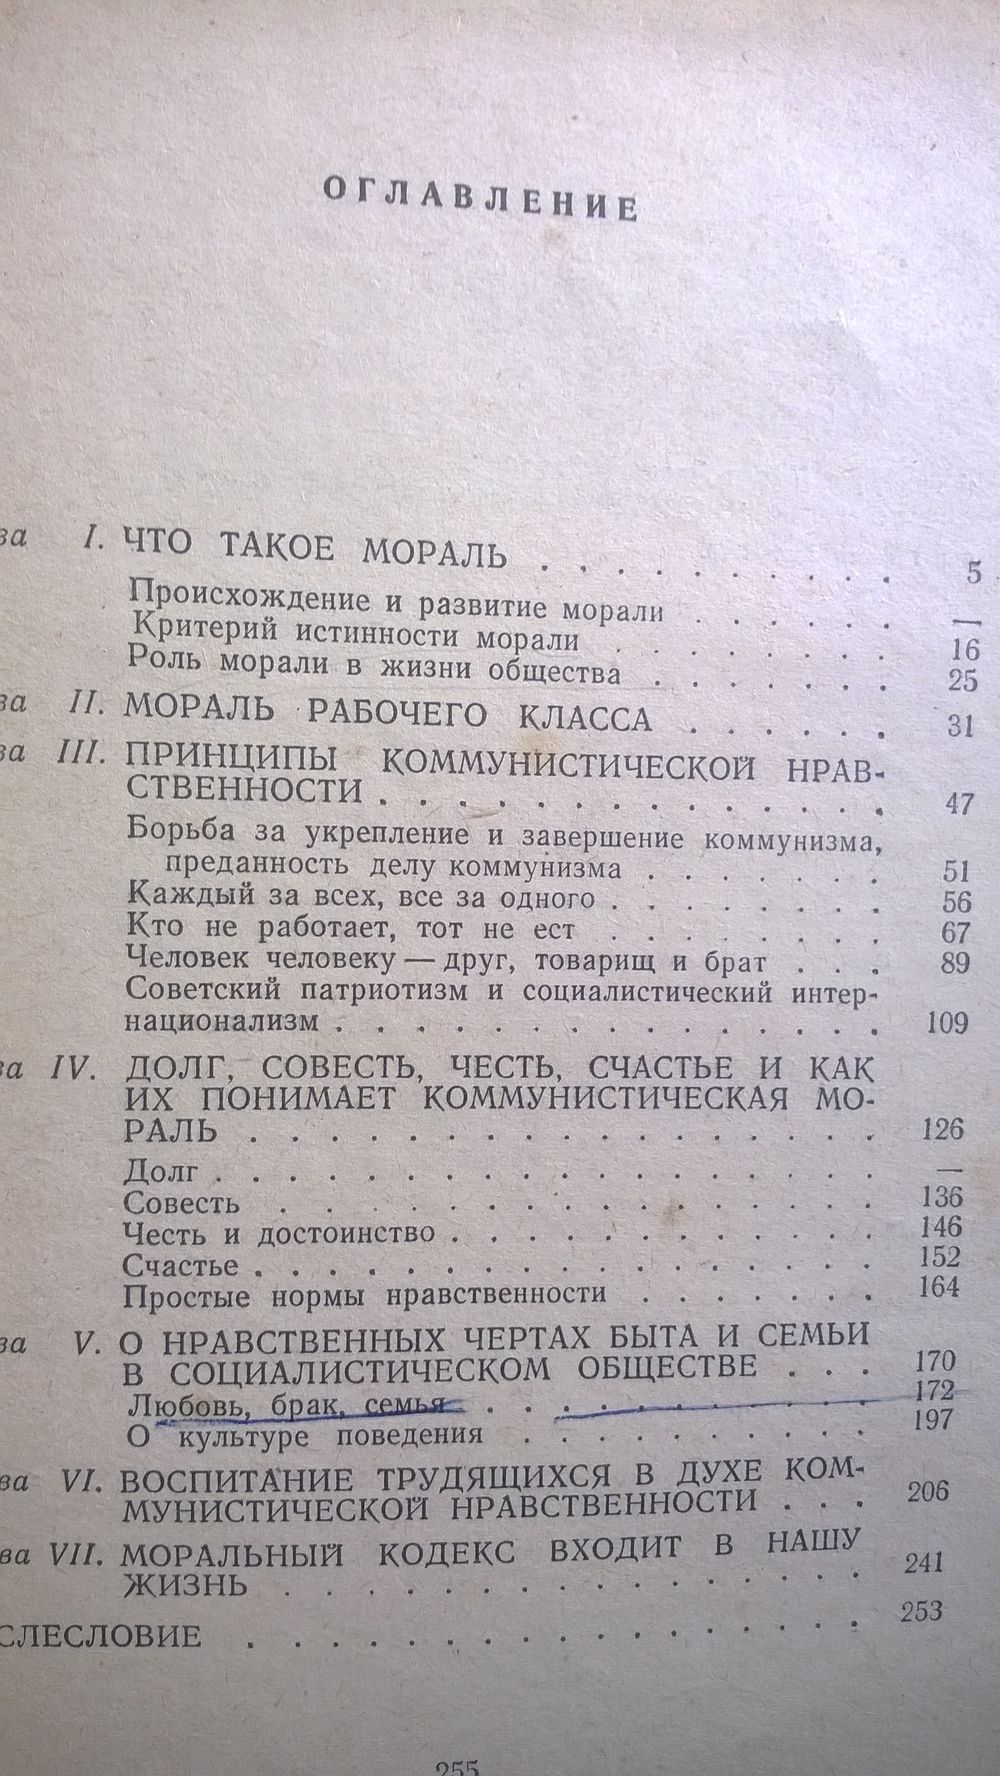 ОГЛАВЛЕНИЕ
ва I. ЧТО ТАКОЕ МОРАЛЬ . . . . . . . . . . 5
Происхождение и развитие морали . . . . . . —
Критерий истинности морали . . . . . . . . 16
Роль морали в жизни общества . . . . . . . 25
ва II. МОРАЛЬ РАБОЧЕГО КЛАССА . . . . . . 31
ва III. ПРИНЦИПЫ КОММУНИСТИЧЕСКОЙ НРАВ-
СТВЕННОСТИ . . . . . . . . . . . . . 47
Борьба за укрепление и завершение коммунизма,
преданность делу коммунизма . . . . . . . 51
Каждый за всех, все за одного . . . . . . . . 56
Кто не работает, тот не ест . . . . . . . . 67
Человек человеку — друг, товарищ и брат . . . 89
Советский патриотизм и социалистический интер-
национализм . . . . . . . . . . . . . . 109
ва IV. ДОЛГ, СОВЕСТЬ, ЧЕСТЬ, СЧАСТЬЕ И КАК
ИХ ПОНИМАЕТ КОММУНИСТИЧЕСКАЯ МО-
РАЛЬ . . . . . . . . . . . . . . . . 126
Долг . . . . . . . . . . . . . . . . . —
Совесть . . . . . . . . . . . . . . . 136
Честь и достоинство . . . . . . . . . . . 146
Счастье . . . . . . . . . . . . . . . . 152
Простые нормы нравственности . . . . . . . 164
ва V. О НРАВСТВЕННЫХ ЧЕРТАХ БЫТА И СЕМЬИ
В СОЦИАЛИСТИЧЕСКОМ ОБЩЕСТВЕ . . . 170
Любовь, брак, семья . . . . . . . . . . 172
О культуре поведения . . . . . . . . . 197
ва VI. ВОСПИТАНИЕ ТРУДЯЩИХСЯ В ДУХЕ КОМ-
МУНИСТИЧЕСКОЙ НРАВСТВЕННОСТИ . . . 206
ва VII. МОРАЛЬНЫЙ КОДЕКС ВХОДИТ В НАШУ
ЖИЗНЬ . . . . . . . . . . . . . . . 241
СЛЕСЛОВИЕ . . . . . . . . . . . . . . 253
255